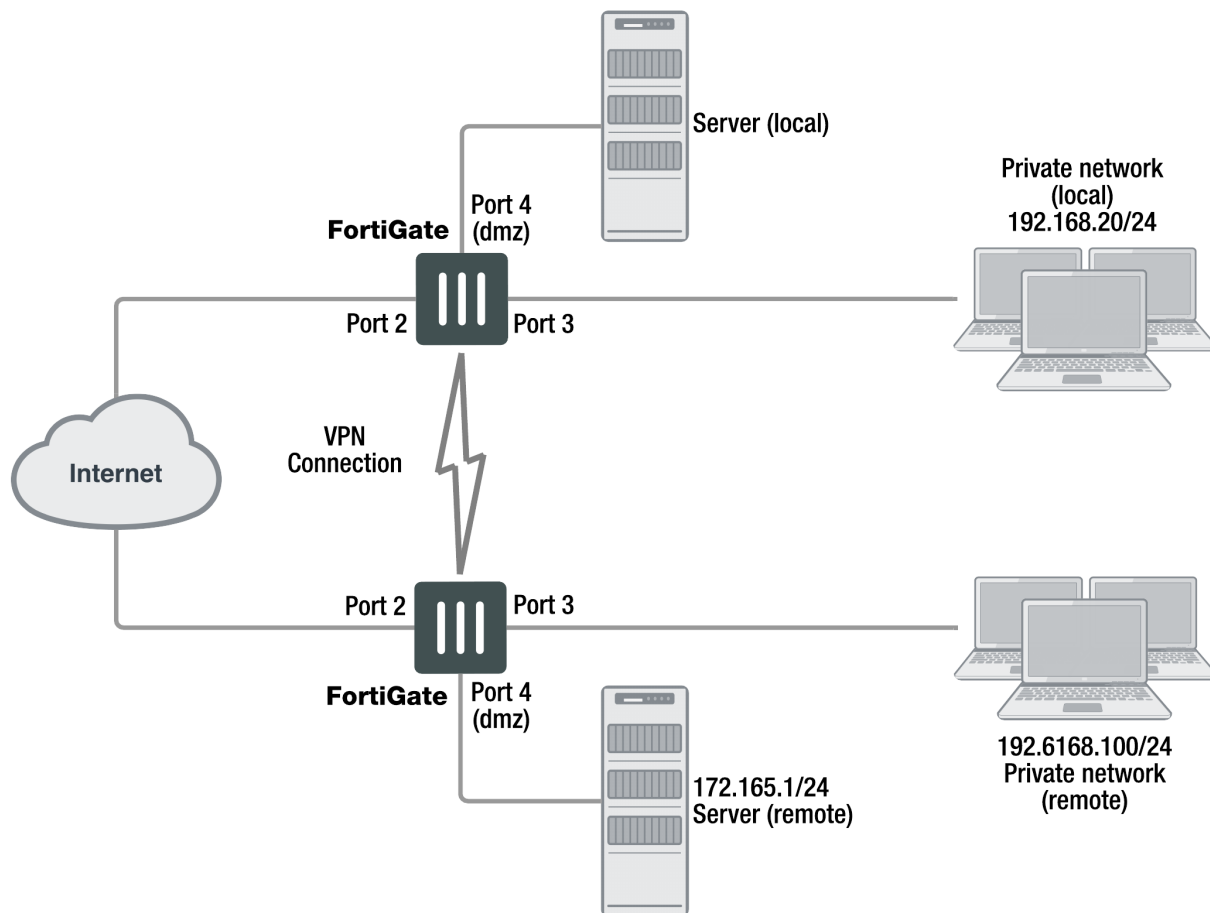 Server (local)
Port 4
(dmz)
FortiGate
Private network
(local)
192.168.20/24
Port 2
Port 3
VPN
Connection
Internet
Port 2
Port 3
FortiGate
Port 4
(dmz)
172.165.1/24
Server (remote)
192.6168.100/24
Private network
(remote)